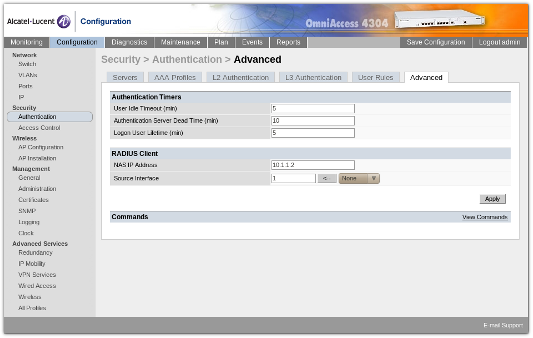 Alcatel-Lucent Configuration
OmniAccess 4304
Monitoring Configuration Diagnostics Maintenance Plan Events Reports Save Configuration Logout admin
Network
Switch
VLANs
Ports
IP
Security
Authentication
Access Control
Wireless
AP Configuration
AP Installation
Management
General
Administration
Certificates
SNMP
Logging
Clock
Advanced Services
Redundancy
IP Mobility
VPN Services
Wired Access
Wireless
All Profiles
Security > Authentication > Advanced
Servers AAA Profiles L2 Authentication L3 Authentication User Rules Advanced
Authentication Timers
User Idle Timeout (min) 5
Authentication Server Dead Time (min) 10
Logon User Lifetime (min) 5
RADIUS Client
NAS IP Address 10.1.1.2
Source Interface 1 <-- None
Apply
Commands View Commands
E-mail Support